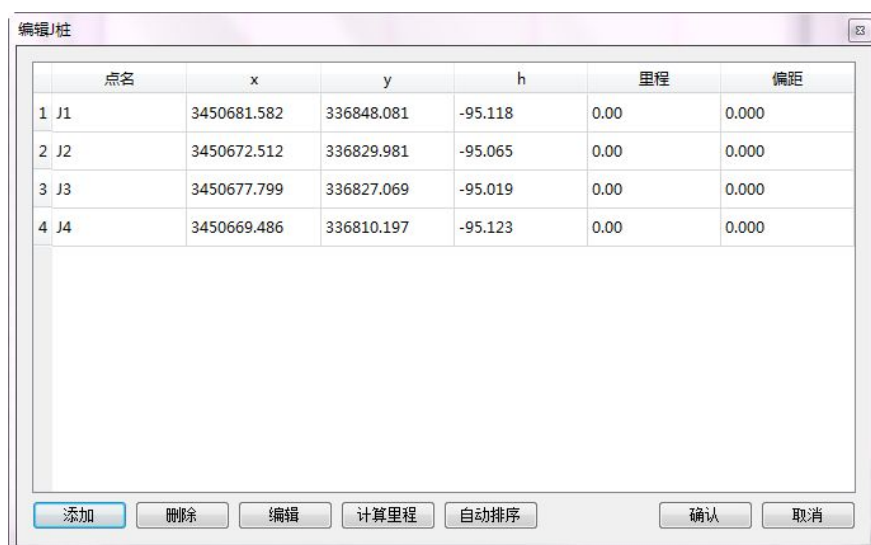 编辑J桩
点名 x y h 里程 偏距
1 J1 3450681.582 336848.081 -95.118 0.00 0.000
2 J2 3450672.512 336829.981 -95.065 0.00 0.000
3 J3 3450677.799 336827.069 -95.019 0.00 0.000
4 J4 3450669.486 336810.197 -95.123 0.00 0.000
添加 删除 编辑 计算里程 自动排序 确认 取消